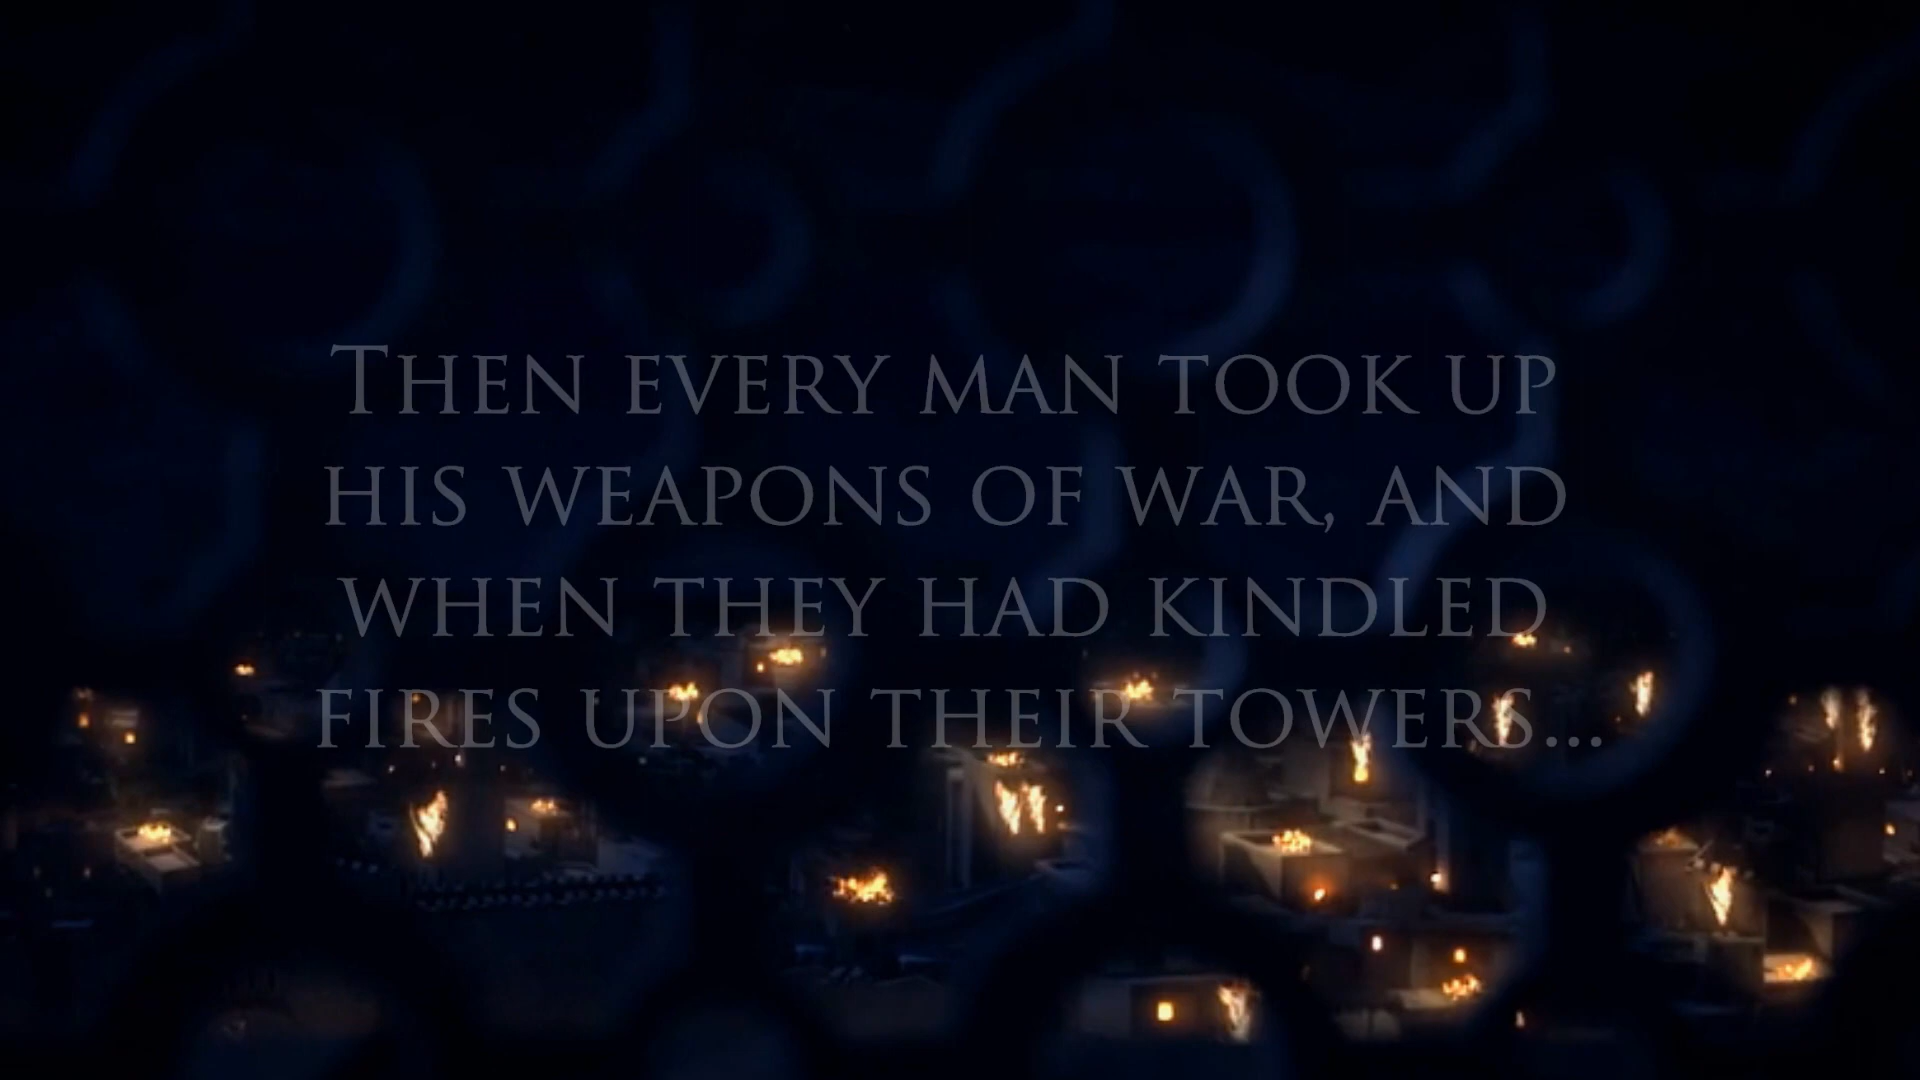 Then every man took up
his weapons of war, and
when they had kindled
fires upon their towers...